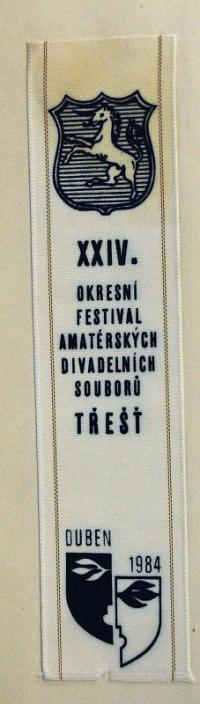 XXIV.
OKRESNÍ
FESTIVAL
AMATÉRSKÝCH
DIVADELNÍCH
SOUBORŮ
TŘEŠŤ
DUBEN
1984